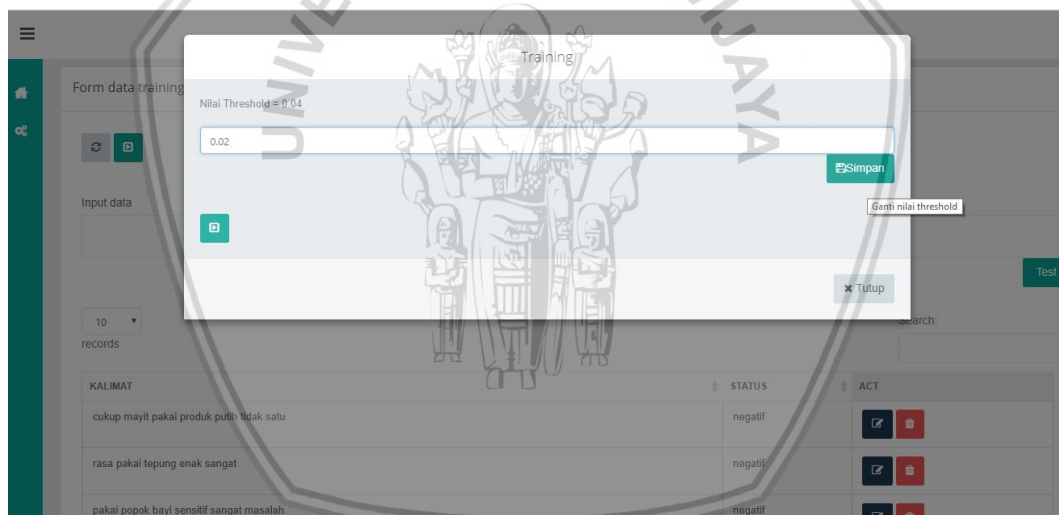 UNIVE
IJAYA
Training
Form data training
Nilai Threshold = 0.04
0.02
Simpan
Ganti nilai threshold
Input data
Test
Tutup
10
records
Search:
KALIMAT STATUS ACT
cukup mayit pakai produk putih tidak satu negatif
rasa pakai tepung enak sangat negatif
pakai popok bayi sensitif sangat masalah negatif